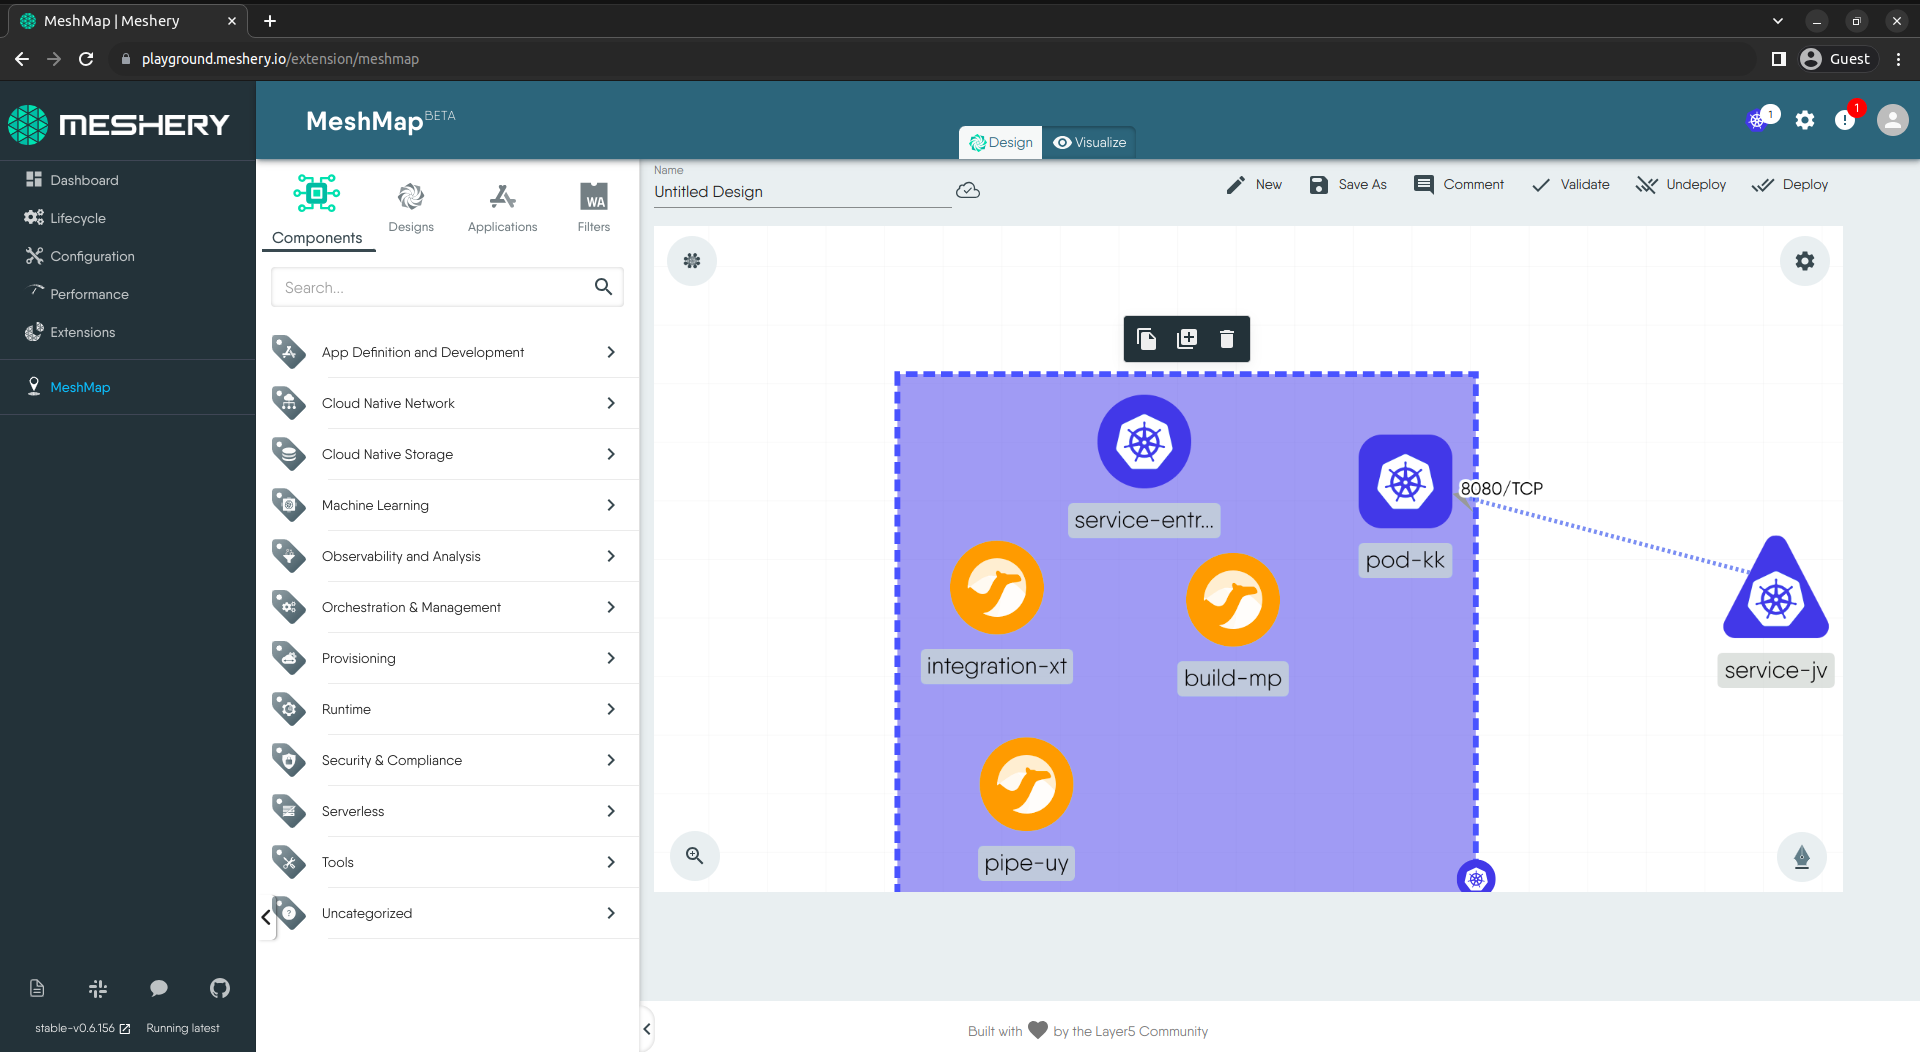 MeshMap | Meshery
playground.meshery.io/extension/meshmap
Guest
MESHERY
MeshMap BETA
1
1
Design
Visualize
Dashboard
Lifecycle
Configuration
Performance
Extensions
MeshMap
Components
Designs
Applications
WA
Filters
Search...
App Definition and Development
Cloud Native Network
Cloud Native Storage
Machine Learning
Observability and Analysis
Orchestration & Management
Provisioning
Runtime
Security & Compliance
Serverless
Tools
Uncategorized
Name
Untitled Design
New
Save As
Comment
Validate
Undeploy
Deploy
service-entr...
pod-kk
8080/TCP
integration-xt
build-mp
service-jv
pipe-uy
stable-v0.6.156
Running latest
Built with by the Layer5 Community